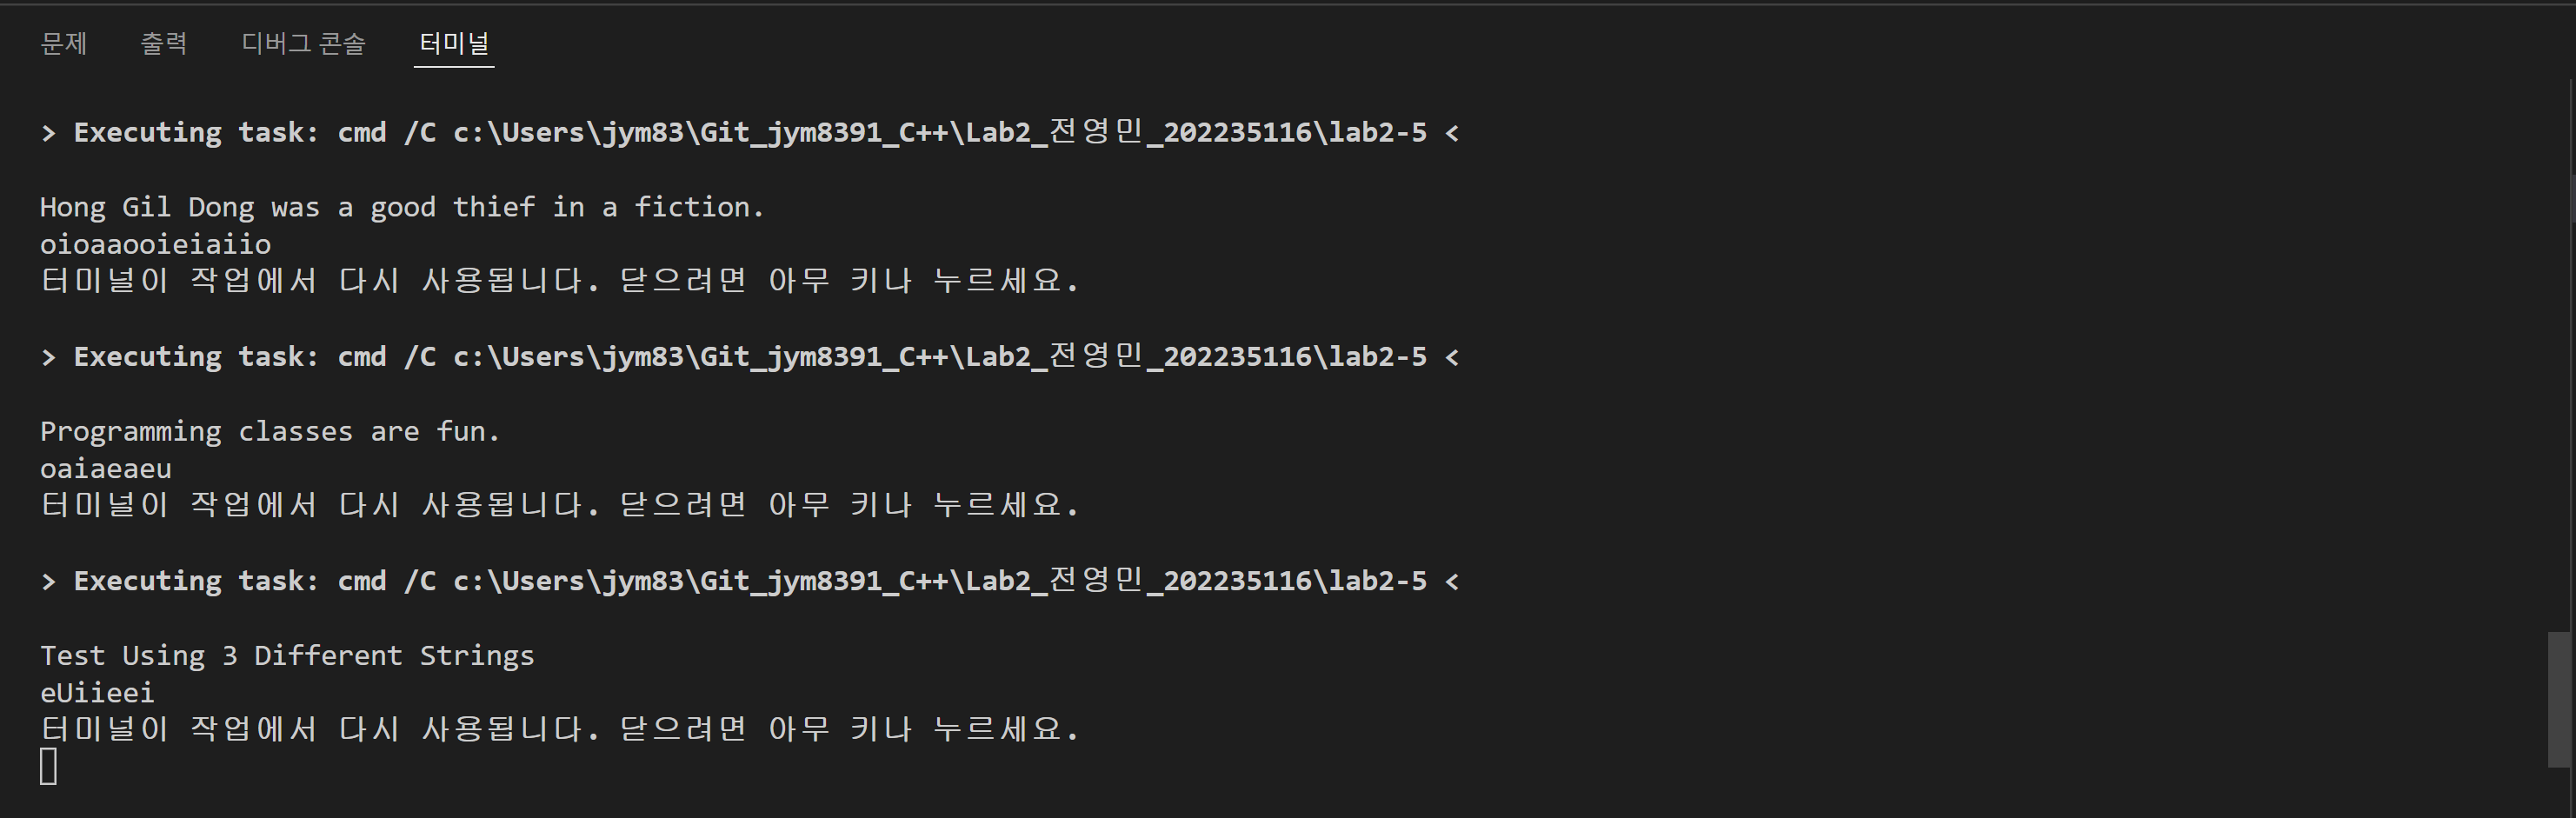 문제 출력 디버그 콘솔 터미널
> Executing task: cmd /C c:\Users\jym83\Git_jym8391_C++\Lab2_전영민_202235116\lab2-5 <
Hong Gil Dong was a good thief in a fiction.
oioaaooieiaiio
터미널이 작업에서 다시 사용됩니다. 닫으려면 아무 키나 누르세요.
> Executing task: cmd /C c:\Users\jym83\Git_jym8391_C++\Lab2_전영민_202235116\lab2-5 <
Programming classes are fun.
oaiaeaeu
터미널이 작업에서 다시 사용됩니다. 닫으려면 아무 키나 누르세요.
> Executing task: cmd /C c:\Users\jym83\Git_jym8391_C++\Lab2_전영민_202235116\lab2-5 <
Test Using 3 Different Strings
eUiieei
터미널이 작업에서 다시 사용됩니다. 닫으려면 아무 키나 누르세요.